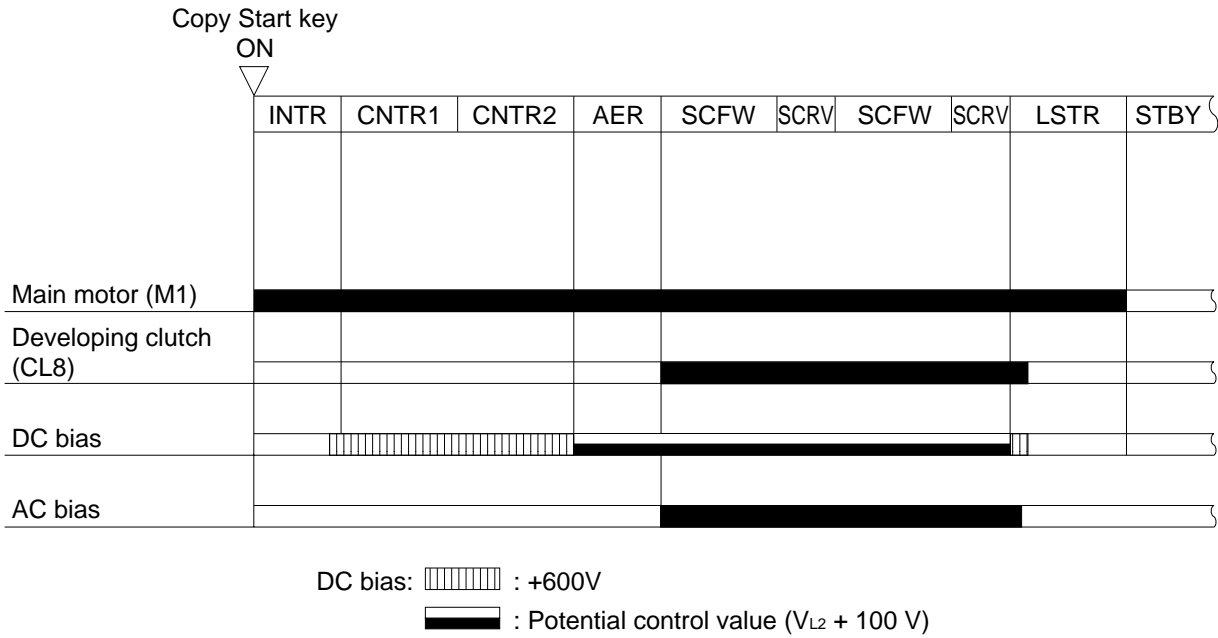 Copy Start key
ON
INTR CNTR1 CNTR2 AER SCFW SCRV SCFW SCRV LSTR STBY
Main motor (M1)
Developing clutch
(CL8)
DC bias
AC bias
DC bias: : +600V
: Potential control value (VL2 + 100 V)